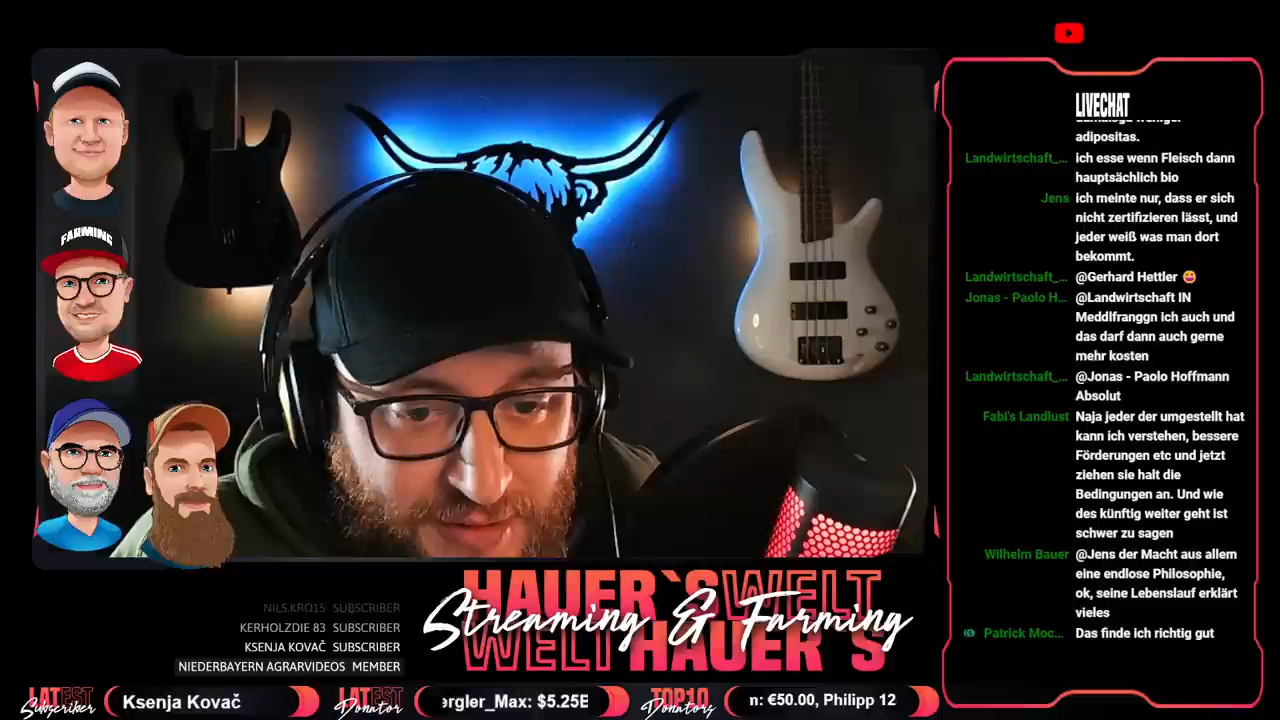 LIVECHAT
adipositas.
Landwirtschaft_... ich esse wenn Fleisch dann
hauptsächlich bio
Jens ich meinte nur, dass er sich
nicht zertifizieren lässt, und
jeder weiß was man dort
bekommt.
Landwirtschaft_... @Gerhard Hettler 😀
Jonas - Paolo H... @Landwirtschaft IN
Meddlfranggn ich auch und
das darf dann auch gerne
mehr kosten
Landwirtschaft_... @Jonas - Paolo Hoffmann
Absolut
Fabi's Landlust Naja jeder der umgestellt hat
kann ich verstehen, bessere
Förderungen etc und jetzt
ziehen sie halt die
Bedingungen an. Und wie
des künftig weiter geht ist
schwer zu sagen
Wilhelm Bauer @Jens der Macht aus allem
eine endlose Philosophie,
ok, seine Lebenslauf erklärt
vieles
Patrick Moc... Das finde ich richtig gut
FARMING
NILS.KRO15 SUBSCRIBER
KERHOLZDIE 83 SUBSCRIBER
KSENJA KOVAČ SUBSCRIBER
NIEDERBAYERN AGRARVIDEOS MEMBER
HAUER`S WELT
Streaming & Farming
WELT HAUER`S
LATEST
Subscriber
Ksenja Kovač
LATEST
Donator
ergler_Max: $5.25
TOP10
Donators
n: €50.00, Philipp 12